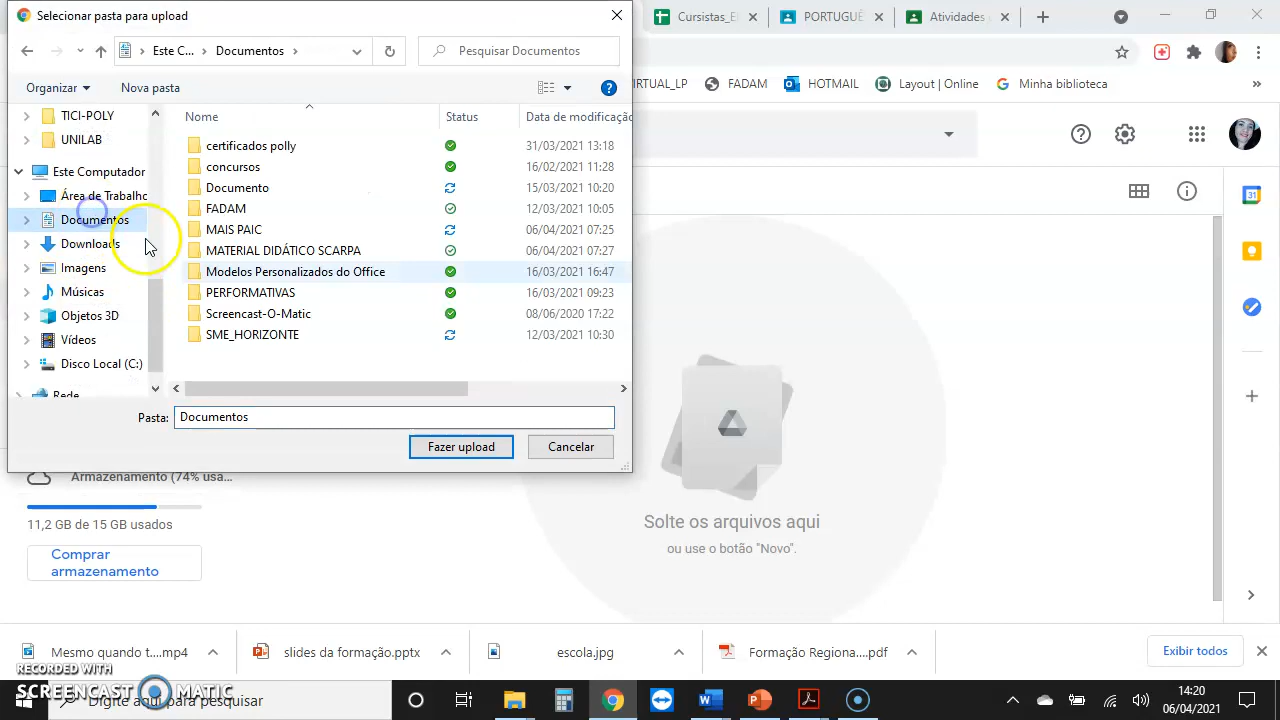 Selecionar pasta para upload
Cursistas_E
PORTUGUÊ
Atividades
Este C...
Documentos
Pesquisar Documentos
Organizar
Nova pasta
IRTUAL_LP
FADAM
HOTMAIL
Layout | Online
Minha biblioteca
»
TICI-POLY
UNILAB
Este Computador
Área de Trabalho
Documentos
Downloads
Imagens
Músicas
Objetos 3D
Vídeos
Disco Local (C:)
Rede
Nome
Status
Data de modificação
certificados polly
31/03/2021 13:18
concursos
16/02/2021 11:28
Documento
15/03/2021 10:20
FADAM
12/03/2021 10:05
MAIS PAIC
06/04/2021 07:25
MATERIAL DIDÁTICO SCARPA
06/04/2021 07:27
Modelos Personalizados do Office
16/03/2021 16:47
PERFORMATIVAS
16/03/2021 09:23
Screencast-O-Matic
08/06/2020 17:22
SME_HORIZONTE
12/03/2021 10:30
Pasta:
Documentos
Fazer upload
Cancelar
Armazenamento (74% usa...
11,2 GB de 15 GB usados
Comprar
armazenamento
Solte os arquivos aqui
ou use o botão "Novo".
31
Mesmo quando t....mp4
slides da formação.pptx
escola.jpg
Formação Regiona....pdf
Exibir todos
RECORDED WITH
SCREENCAST MATIC
Digite aqui para pesquisar
14:20
06/04/2021